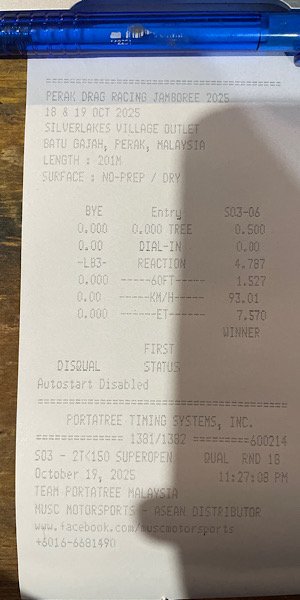 PERAK DRAG RACING JAMBOREE 2025
18 & 19 OCT 2025
SILVERLAKES VILLAGE OUTLET
BATU GAJAH, PERAK, MALAYSIA
LENGTH : 201M
SURFACE : NO-PREP / DRY
BYE Entry S03-06
0.000 0.000 TREE 0.500
0.00 DIAL-IN 0.00
-LB3- REACTION 4.787
0.000 ------60FT------ 1.527
0.00 ------KM/H------ 93.01
0.000 -------ET------- 7.570
WINNER
FIRST
DISQUAL STATUS
Autostart Disabled
PORTATREE TIMING SYSTEMS, INC.
============= 1381/1382 =========600214
S03 - 2TK150 SUPEROPEN QUAL RND 18
October 19, 2025 11:27:08 PM
TEAM PORTATREE MALAYSIA
MUSC MOTORSPORTS - ASEAN DISTRIBUTOR
www.facebook.com/muscmotorsports
+6016-6681490